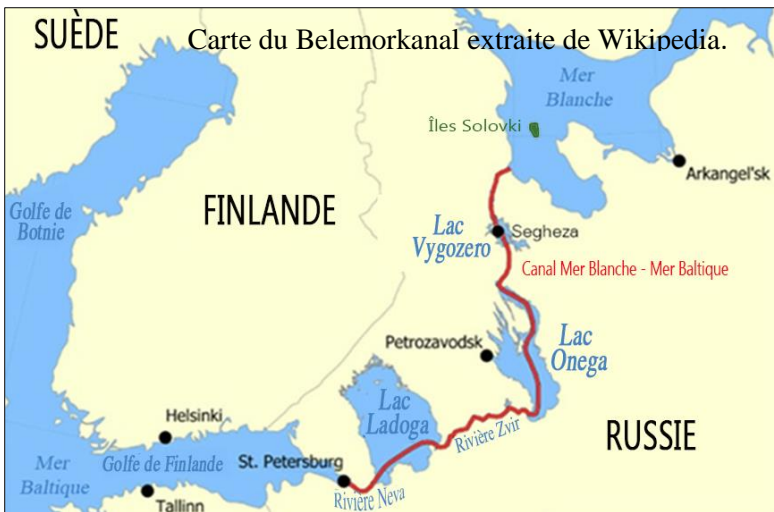 SUÈDE
Carte du Belemorkanal extraite de Wikipedia.
Mer
Blanche
Îles Solovki
Arkangel'sk
Golfe de
Botnie
FINLANDE
Lac
Vygozero
Segheza
Canal Mer Blanche - Mer Baltique
Petrozavodsk
Lac
Onega
Lac
Ladoga
Helsinki
Rivière Zvir
RUSSIE
Mer
Baltique
Golfe de Finlande
St. Petersburg
Rivière Neva
Tallinn